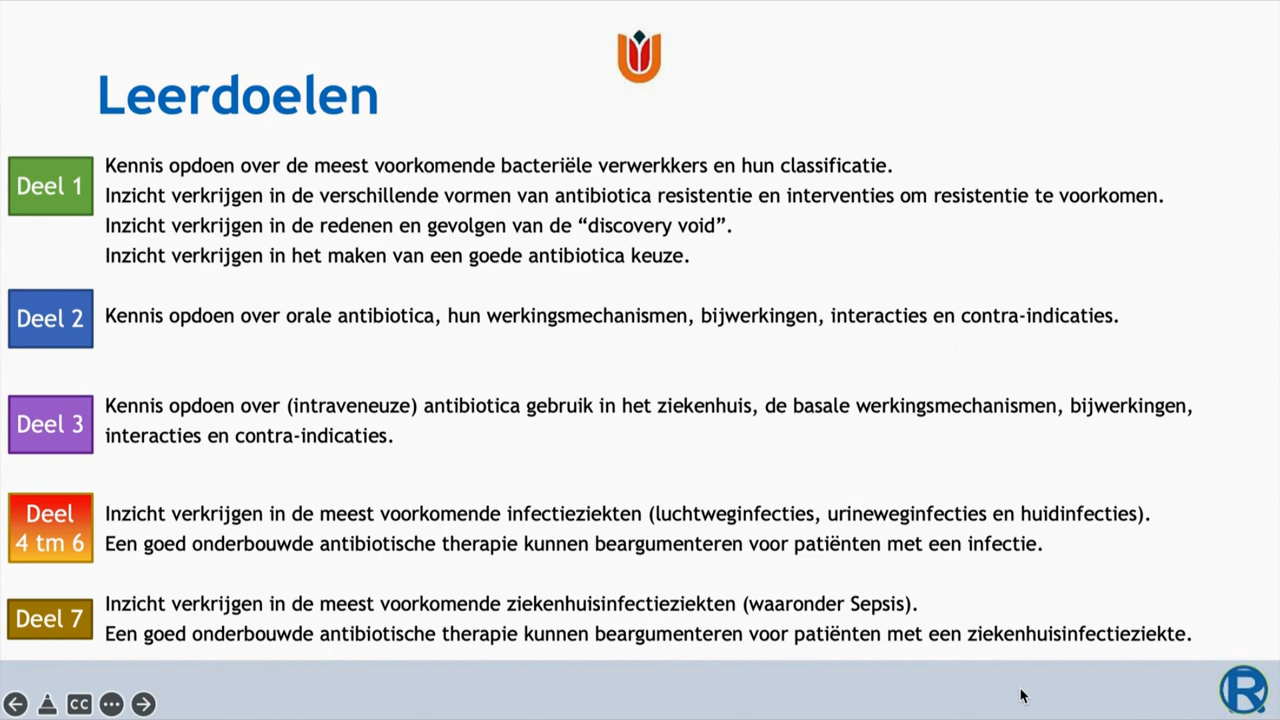 Leerdoelen
Deel 1
Kennis opdoen over de meest voorkomende bacteriële verwerkkers en hun classificatie.
Inzicht verkrijgen in de verschillende vormen van antibiotica resistentie en interventies om resistentie te voorkomen.
Inzicht verkrijgen in de redenen en gevolgen van de “discovery void”.
Inzicht verkrijgen in het maken van een goede antibiotica keuze.
Deel 2
Kennis opdoen over orale antibiotica, hun werkingsmechanismen, bijwerkingen, interacties en contra-indicaties.
Deel 3
Kennis opdoen over (intraveneuze) antibiotica gebruik in het ziekenhuis, de basale werkingsmechanismen, bijwerkingen,
interacties en contra-indicaties.
Deel
4 tm 6
Inzicht verkrijgen in de meest voorkomende infectieziekten (luchtweginfecties, urineweginfecties en huidinfecties).
Een goed onderbouwde antibiotische therapie kunnen beargumenteren voor patiënten met een infectie.
Deel 7
Inzicht verkrijgen in de meest voorkomende ziekenhuisinfectieziekten (waaronder Sepsis).
Een goed onderbouwde antibiotische therapie kunnen beargumenteren voor patiënten met een ziekenhuisinfectieziekte.
CC
R